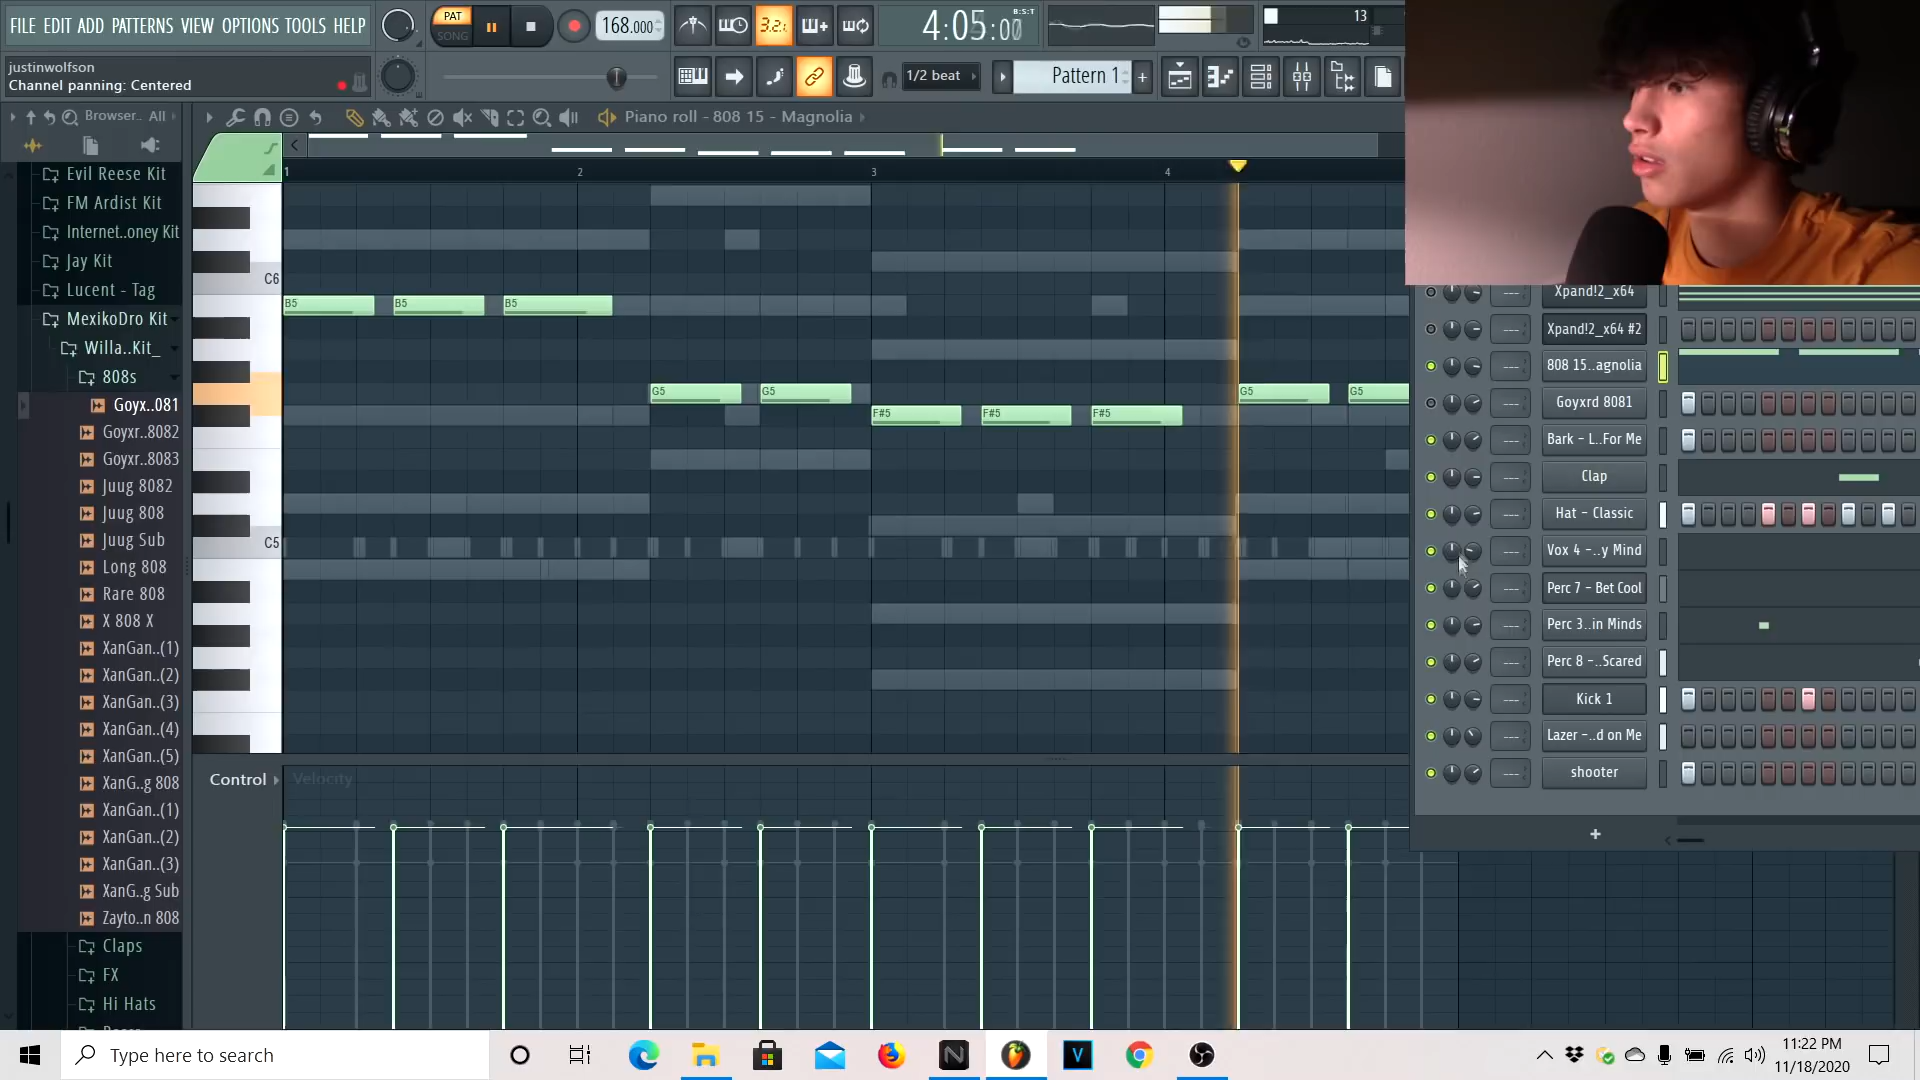 FILE EDIT ADD PATTERNS VIEW OPTIONS TOOLS HELP
PAT
SONG
168.000
3.2.:
4:05:00
B:S:T
13
justinwolfson
Channel panning: Centered
1/2 beat
Pattern 1
+
Browser.. All
Piano roll - 808 15 - Magnolia
Evil Reese Kit
FM Ardist Kit
Internet..oney Kit
Jay Kit
Lucent - Tag
MexikoDro Kit
Willa..Kit_
808s
Goyx..081
Goyxr..8082
Goyxr..8083
Juug 8082
Juug 808
Juug Sub
Long 808
Rare 808
X 808 X
XanGan..(1)
XanGan..(2)
XanGan..(3)
XanGan..(4)
XanGan..(5)
XanG..g 808
XanGan..(1)
XanGan..(2)
XanGan..(3)
XanG..g Sub
Zayto..n 808
Claps
FX
Hi Hats
1
2
3
4
C6
C5
B5
B5
B5
G5
G5
F#5
F#5
F#5
G5
G5
Control
Velocity
Xpand!2_x64
Xpand!2_x64 #2
808 15..agnolia
Goyxrd 8081
Bark - L..For Me
Clap
Hat - Classic
Vox 4 -..y Mind
Perc 7 - Bet Cool
Perc 3..in Minds
Perc 8 -..Scared
Kick 1
Lazer -..d on Me
shooter
+
Type here to search
11:22 PM
11/18/2020